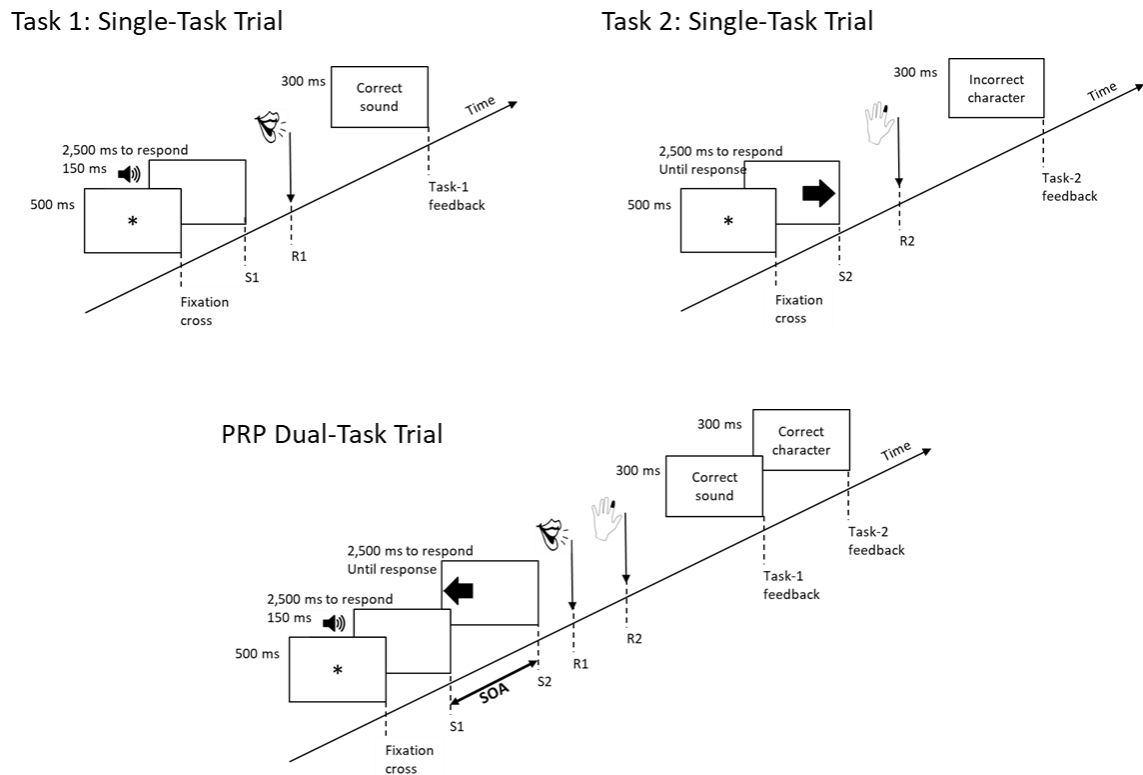 Task 1: Single-Task Trial
300 ms
Correct
sound
Time
2,500 ms to respond
150 ms
500 ms
*
Task-1
feedback
R1
S1
Fixation
cross
Task 2: Single-Task Trial
300 ms
Incorrect
character
Time
2,500 ms to respond
Until response
500 ms
*
Task-2
feedback
R2
S2
Fixation
cross
PRP Dual-Task Trial
300 ms
Correct
character
Time
300 ms
Correct
sound
Task-2
feedback
2,500 ms to respond
Until response
Task-1
feedback
2,500 ms to respond
150 ms
R2
500 ms
*
R1
S2
SOA
S1
Fixation
cross